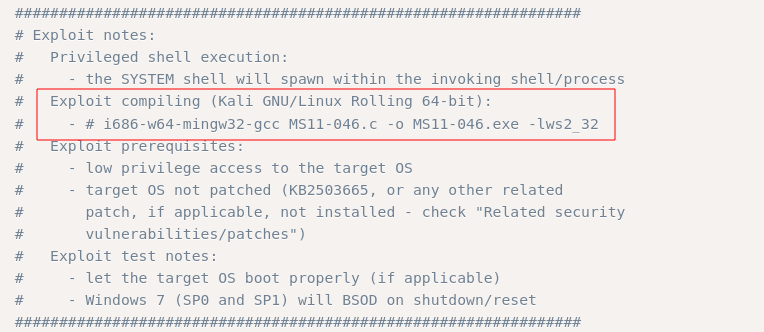 ################################################################
# Exploit notes:
#   Privileged shell execution:
#     - the SYSTEM shell will spawn within the invoking shell/process
#   Exploit compiling (Kali GNU/Linux Rolling 64-bit):
#     - # i686-w64-mingw32-gcc MS11-046.c -o MS11-046.exe -lws2_32
#   Exploit prerequisites:
#     - low privilege access to the target OS
#     - target OS not patched (KB2503665, or any other related
#       patch, if applicable, not installed - check "Related security
#       vulnerabilities/patches")
#   Exploit test notes:
#     - let the target OS boot properly (if applicable)
#     - Windows 7 (SP0 and SP1) will BSOD on shutdown/reset
################################################################